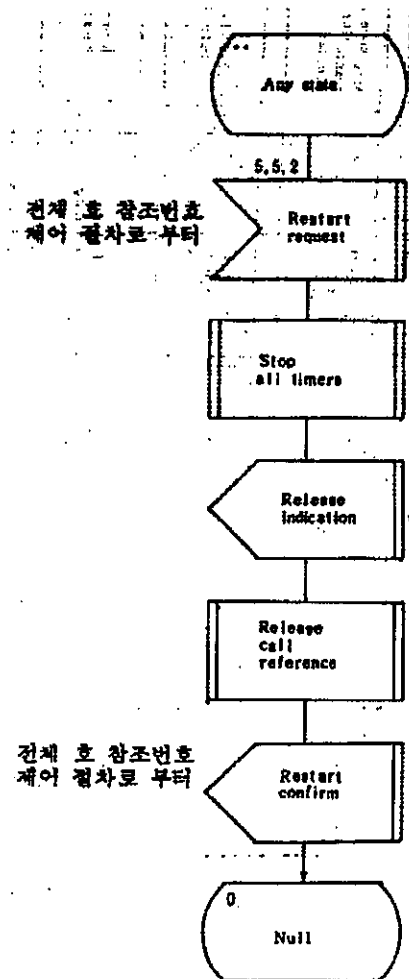 **
Any state
5,5,2
전체 호 참조번호
제어 절차로 부터
Restart
request
Stop
all timers
Release
indication
Release
call
reference
전체 호 참조번호
제어 절차로 부터
Restart
confirm
0
Null